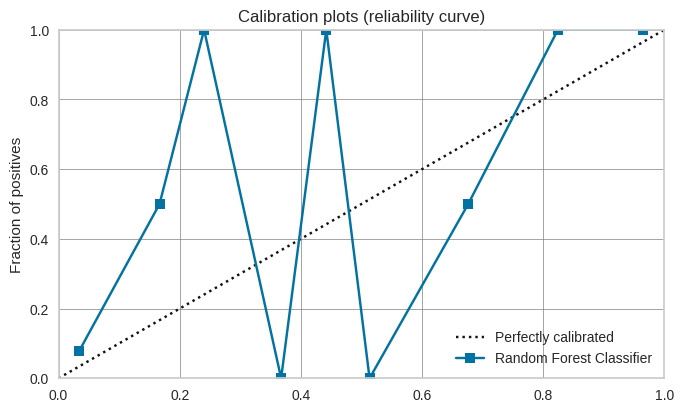 Calibration plots (reliability curve)
Fraction of positives
1.0
0.8
0.6
0.4
0.2
0.0
0.0 0.2 0.4 0.6 0.8 1.0
Perfectly calibrated
Random Forest Classifier